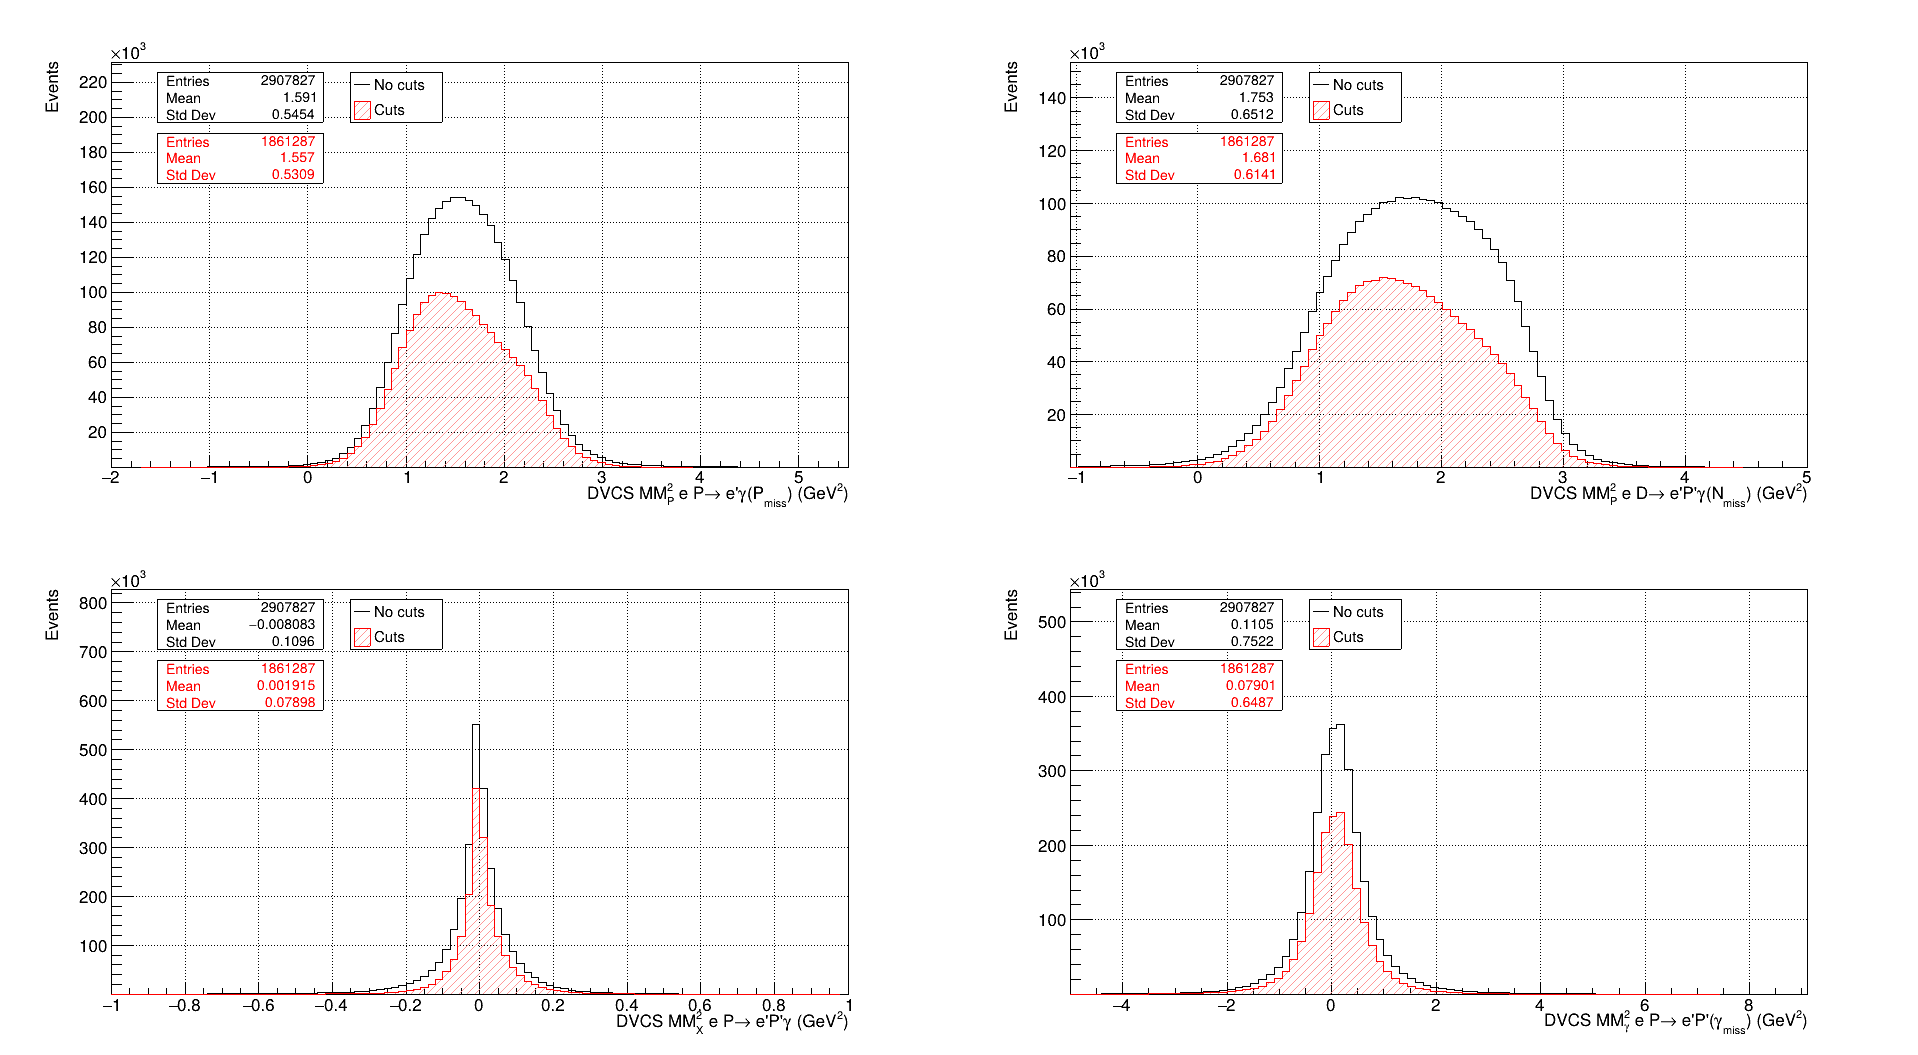 ×10³
Events
220
200
180
160
140
120
100
80
60
40
20
Entries 2907827
Mean 1.591
Std Dev 0.5454
Entries 1861287
Mean 1.557
Std Dev 0.5309
No cuts
Cuts
−2 −1 0 1 2 3 4 5
DVCS MM²_P e P→ e'γ(P_miss) (GeV²)
×10³
Events
140
120
100
80
60
40
20
Entries 2907827
Mean 1.753
Std Dev 0.6512
Entries 1861287
Mean 1.681
Std Dev 0.6141
No cuts
Cuts
−1 0 1 2 3 4 5
DVCS MM²_P e D→ e'P'γ(N_miss) (GeV²)
×10³
Events
800
700
600
500
400
300
200
100
Entries 2907827
Mean −0.008083
Std Dev 0.1096
Entries 1861287
Mean 0.001915
Std Dev 0.07898
No cuts
Cuts
−1 −0.8 −0.6 −0.4 −0.2 0 0.2 0.4 0.6 0.8 1
DVCS MM²_X e P→ e'P'γ (GeV²)
×10³
Events
500
400
300
200
100
Entries 2907827
Mean 0.1105
Std Dev 0.7522
Entries 1861287
Mean 0.07901
Std Dev 0.6487
No cuts
Cuts
−4 −2 0 2 4 6 8
DVCS MM²_γ e P→ e'P'(γ_miss) (GeV²)